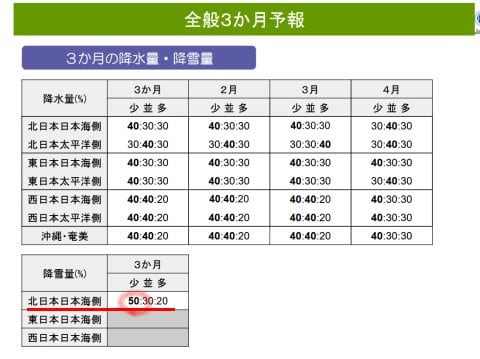 全般3か月予報
3か月の降水量・降雪量
降水量(%) 3か月 2月 3月 4月
少 並 多 少 並 多 少 並 多 少 並 多
北日本日本海側 40:30:30 40:30:30 40:30:30 30:40:30
北日本太平洋側 30:40:30 30:40:30 30:30:40 30:40:30
東日本日本海側 40:30:30 40:30:30 40:30:30 40:30:30
東日本太平洋側 40:30:30 40:30:30 40:30:30 30:40:30
西日本日本海側 40:40:20 40:40:20 40:40:20 40:30:30
西日本太平洋側 40:40:20 40:40:20 40:40:20 40:30:30
沖縄・奄美 40:40:20 40:40:20 40:40:20 40:30:30
降雪量(%) 3か月
少 並 多
北日本日本海側 50:30:20
東日本日本海側
西日本日本海側